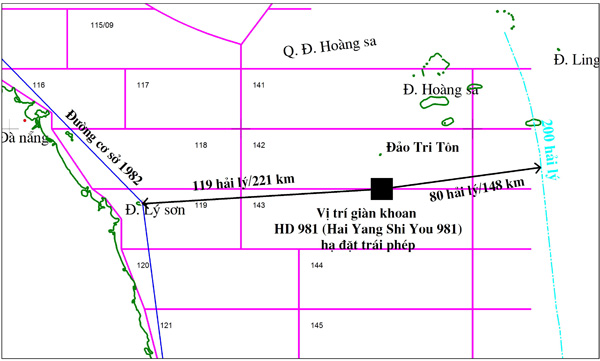 115/09
Q. Đ. Hoàng sa
Đ. Ling
116
117
141
Đ. Hoàng sa
Đà nẵng
Đường cơ sở 1982
118
142
Đảo Tri Tôn
200 hải lý
119 hải lý/221 km
80 hải lý/148 km
Đ. Lý sơn
119
143
Vị trí giàn khoan
HD 981 (Hai Yang Shi You 981)
hạ đặt trái phép
120
144
121
145